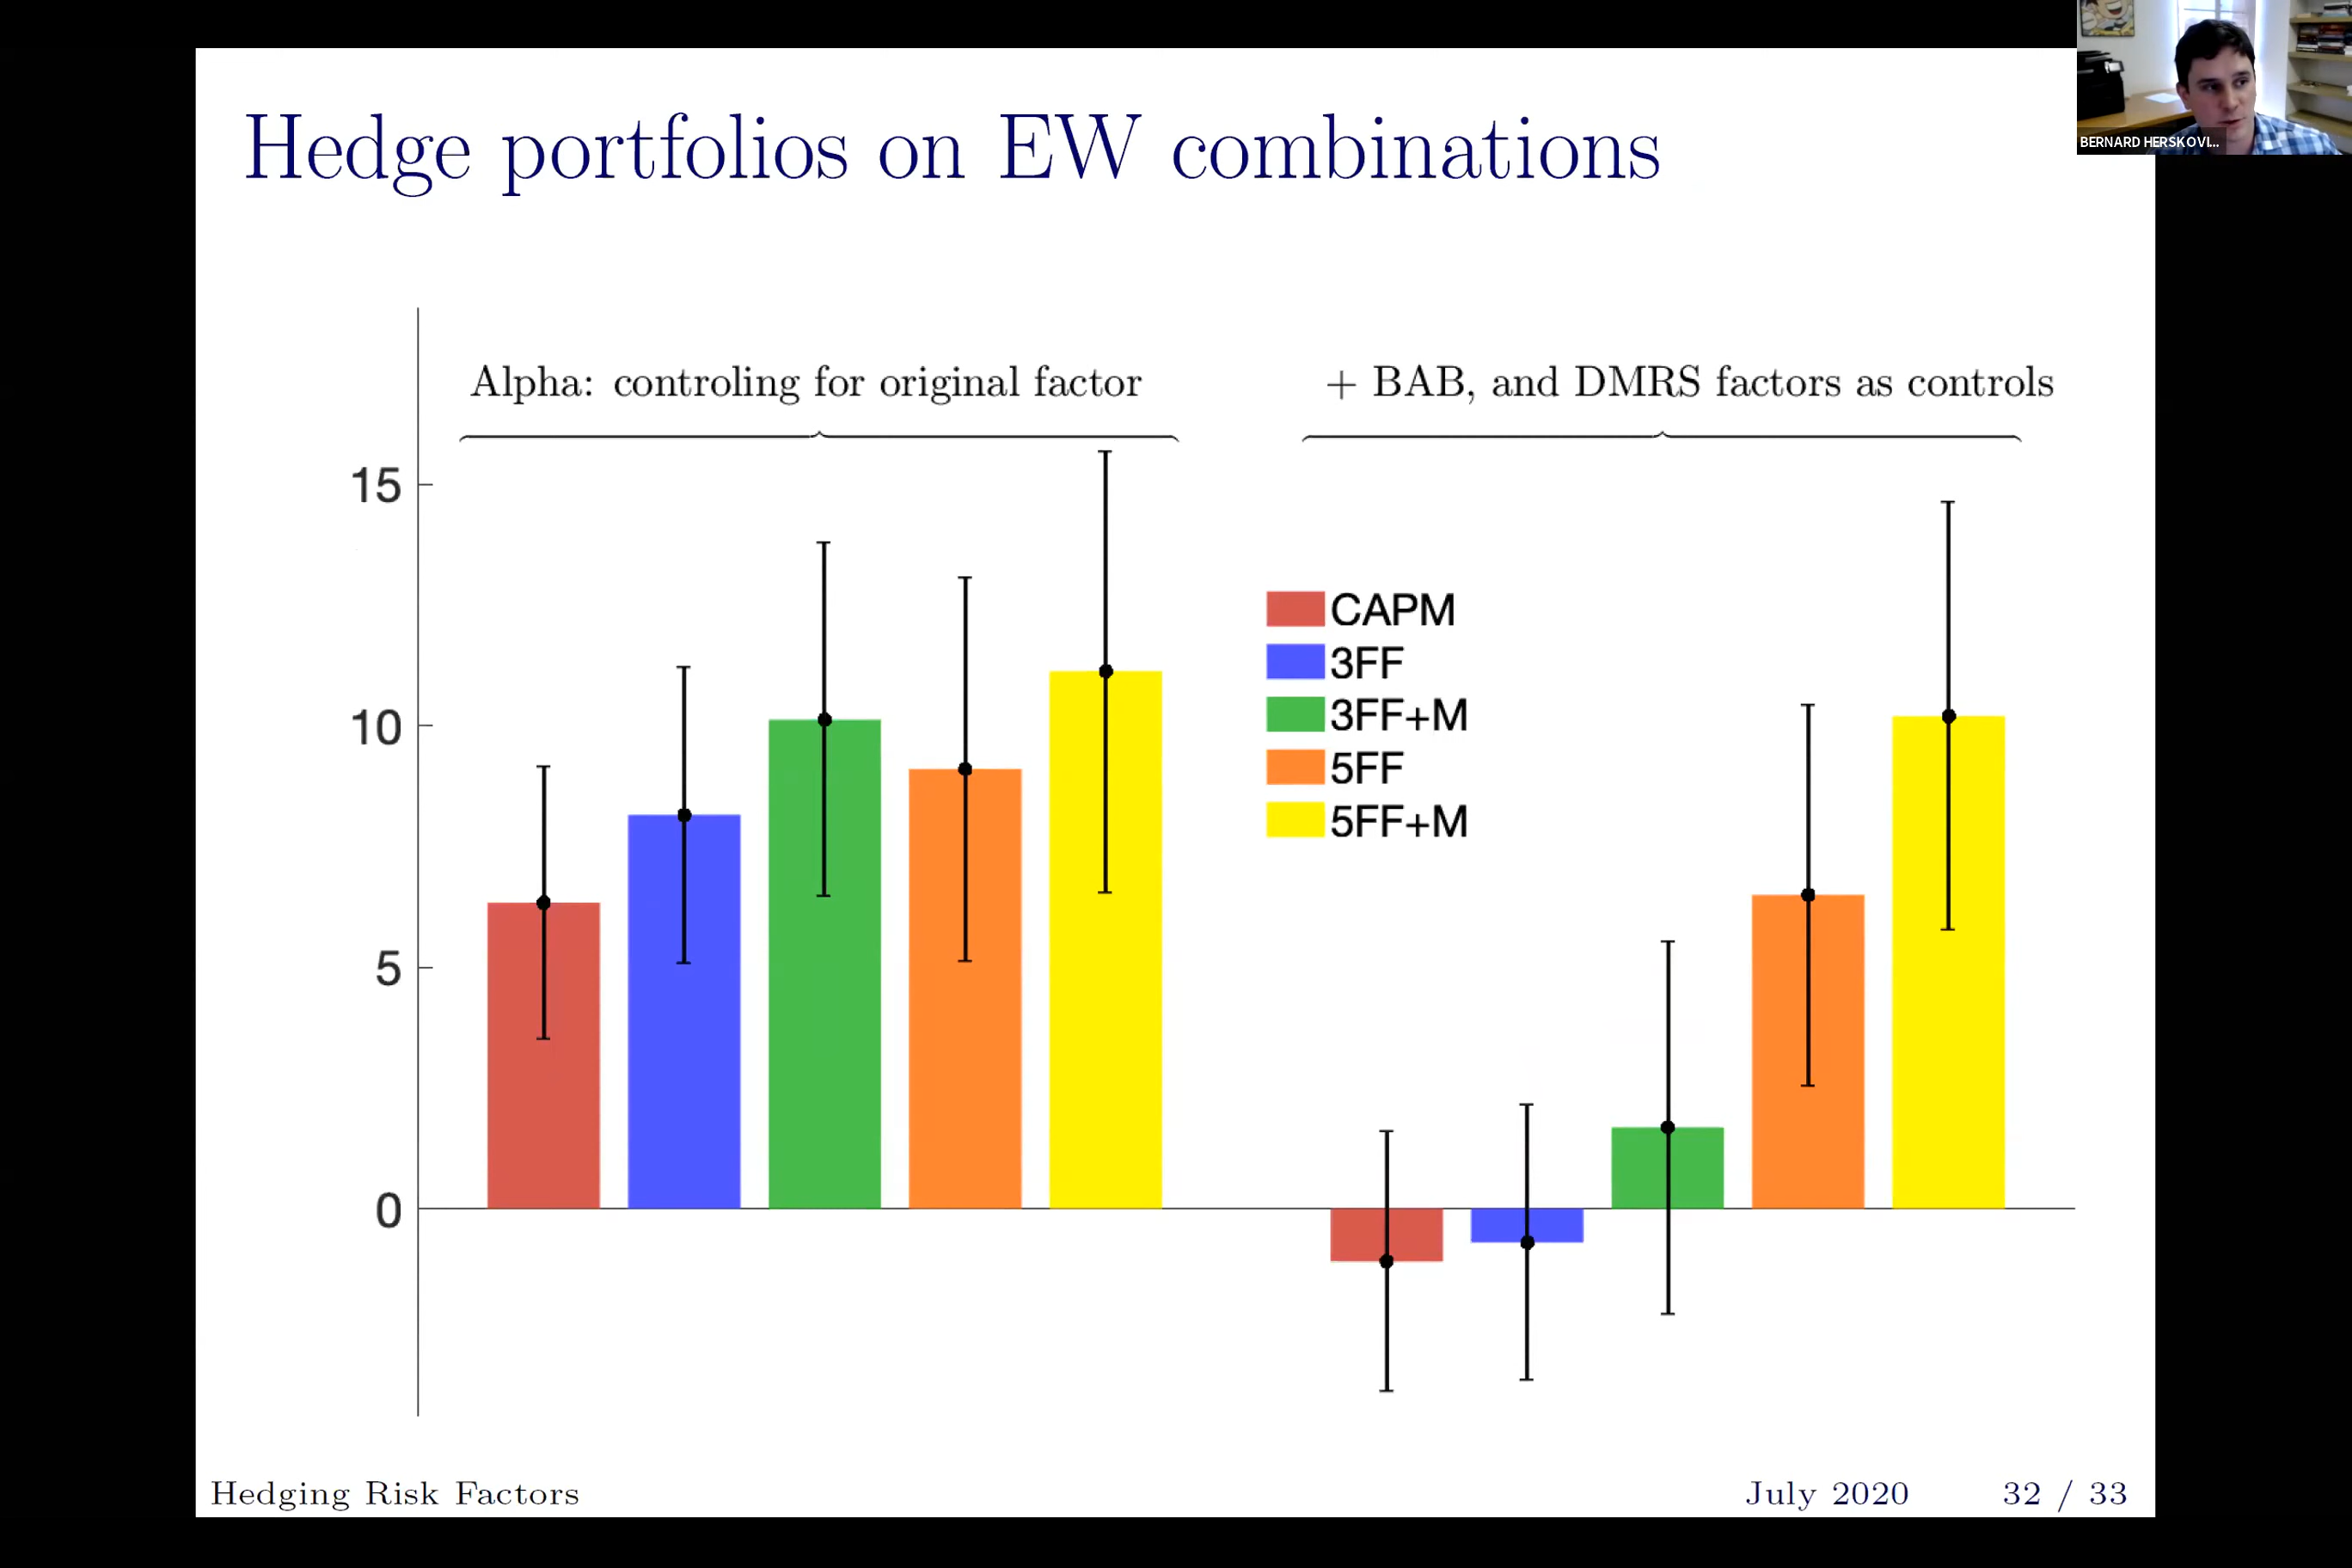 Hedge portfolios on EW combinations
BERNARD HERSKOVI...
Alpha: controling for original factor
+ BAB, and DMRS factors as controls
15
10
5
0
CAPM
3FF
3FF+M
5FF
5FF+M
Hedging Risk Factors
July 2020 32 / 33